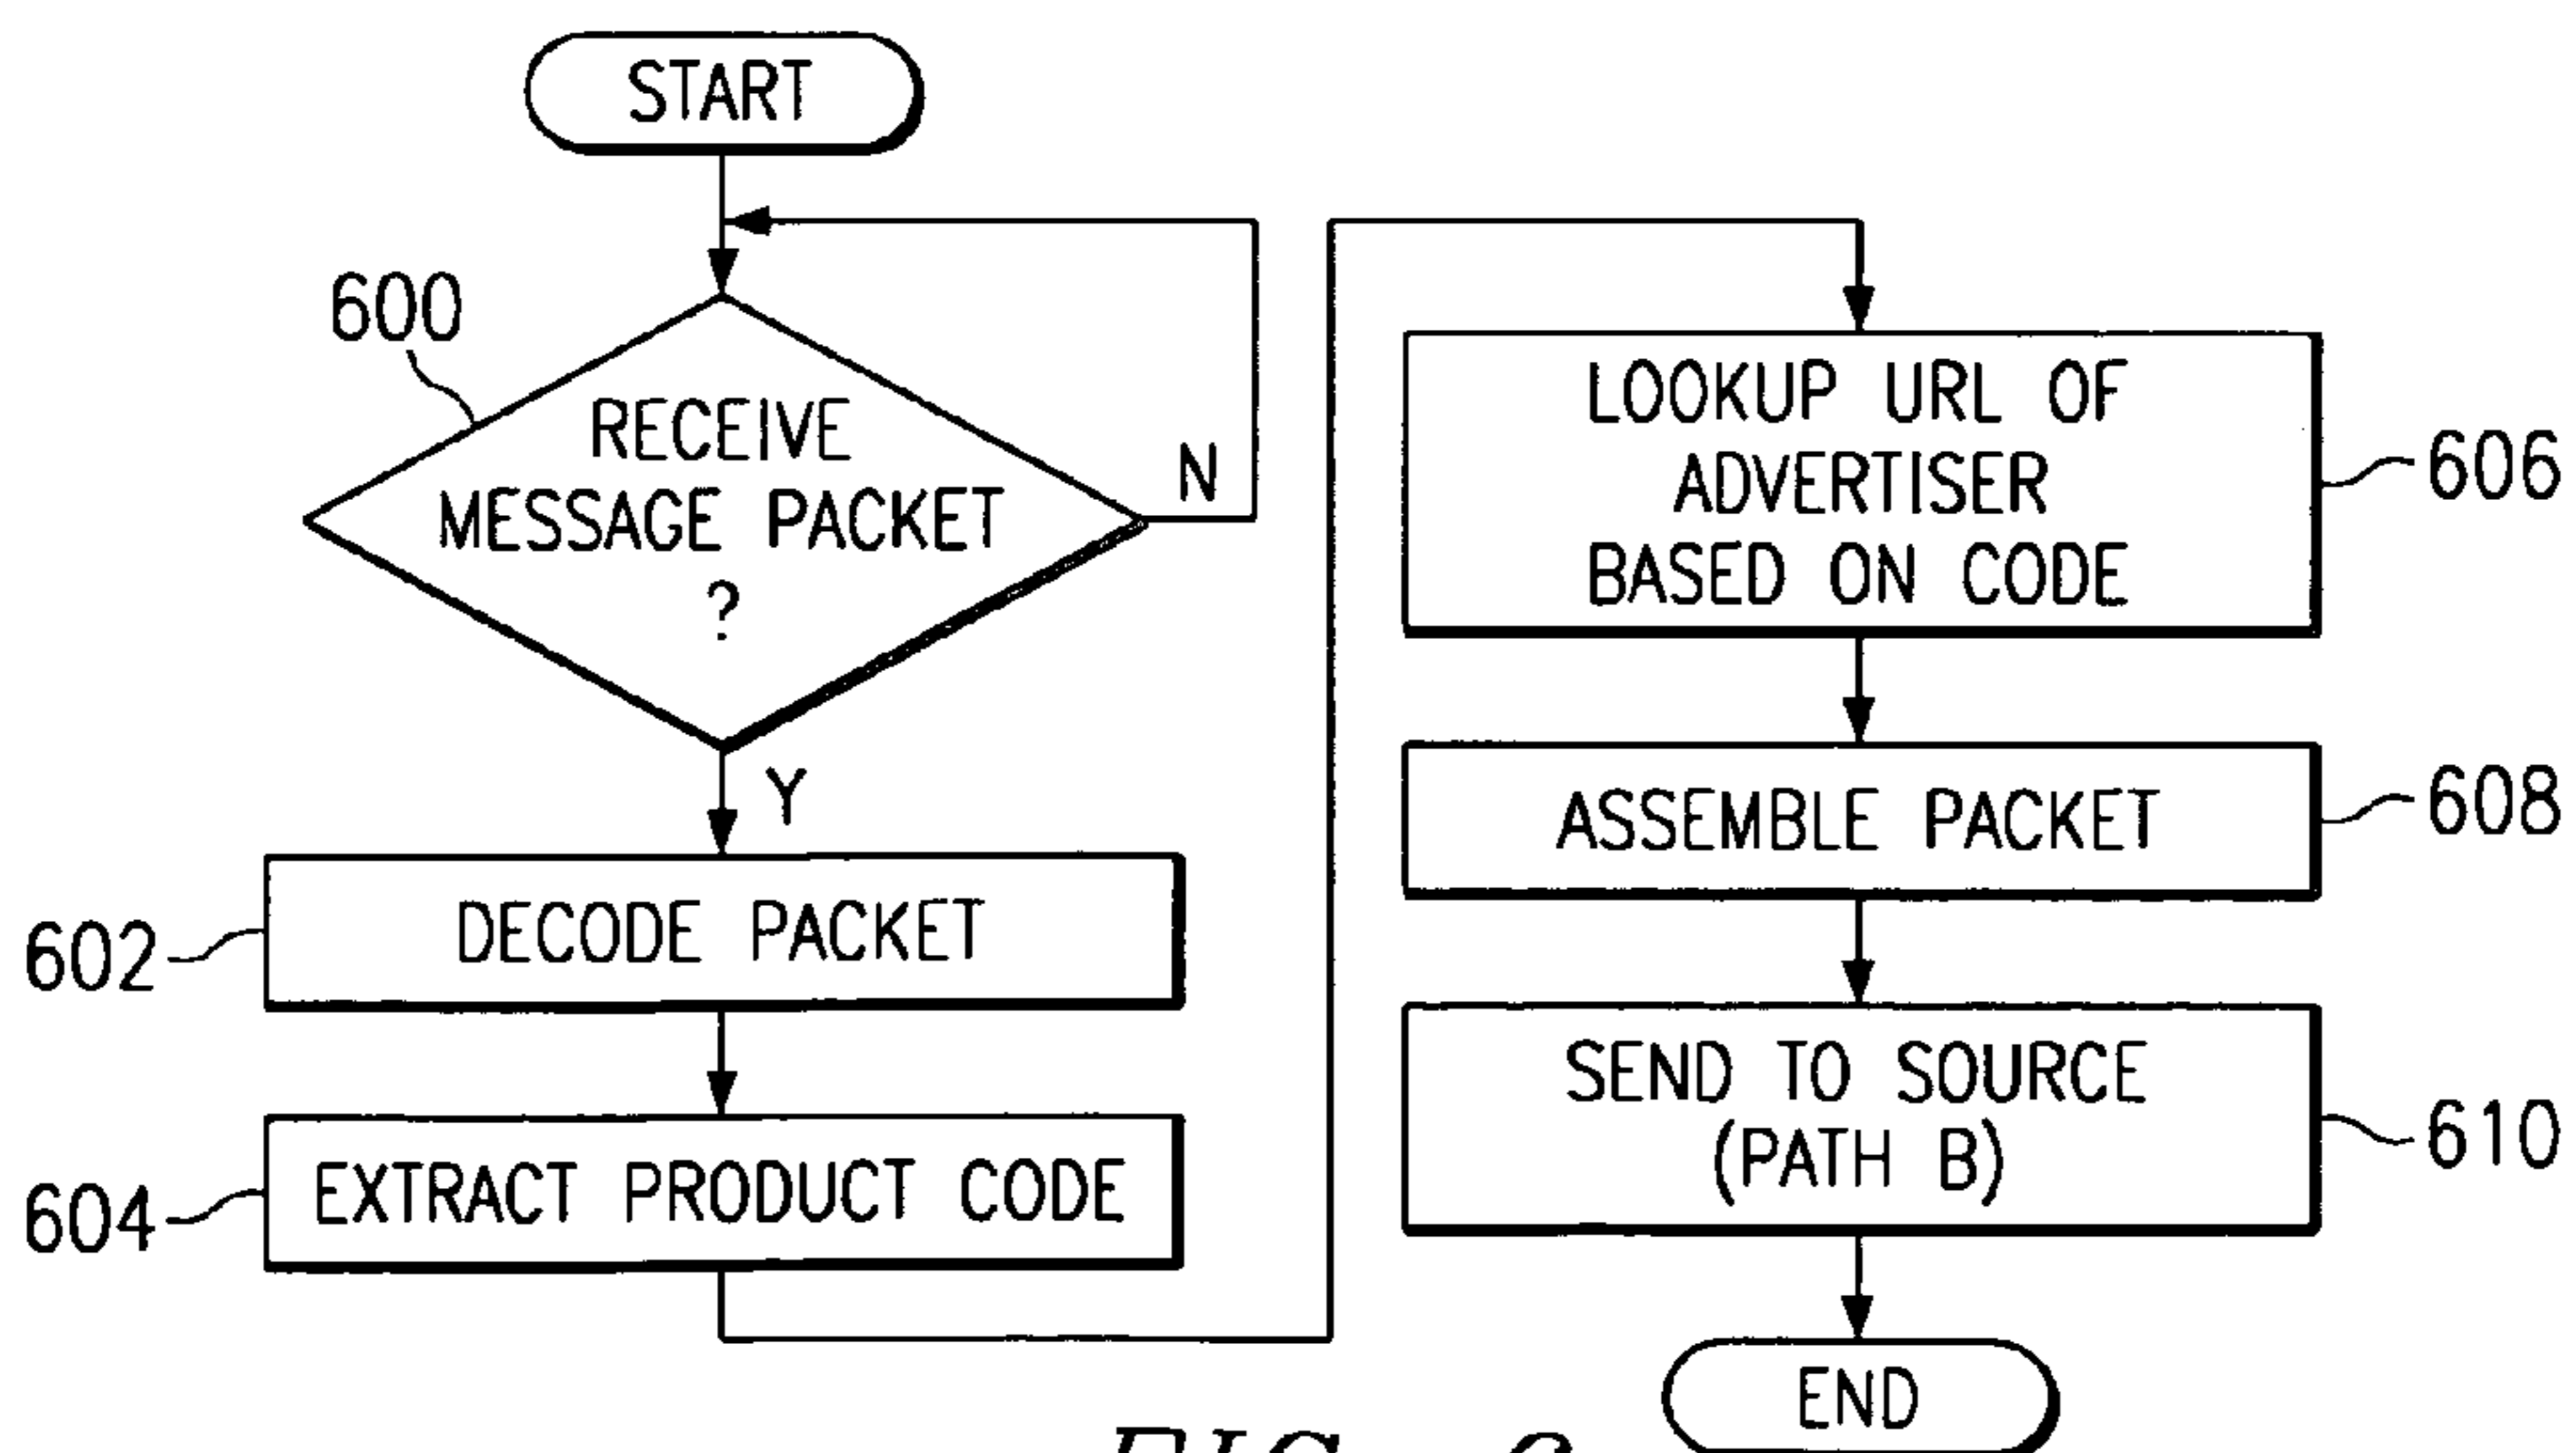 START
600
RECEIVE
MESSAGE PACKET
?
N
Y
602
DECODE PACKET
604
EXTRACT PRODUCT CODE
LOOKUP URL OF
ADVERTISER
BASED ON CODE
606
ASSEMBLE PACKET
608
SEND TO SOURCE
(PATH B)
610
END
FIG.